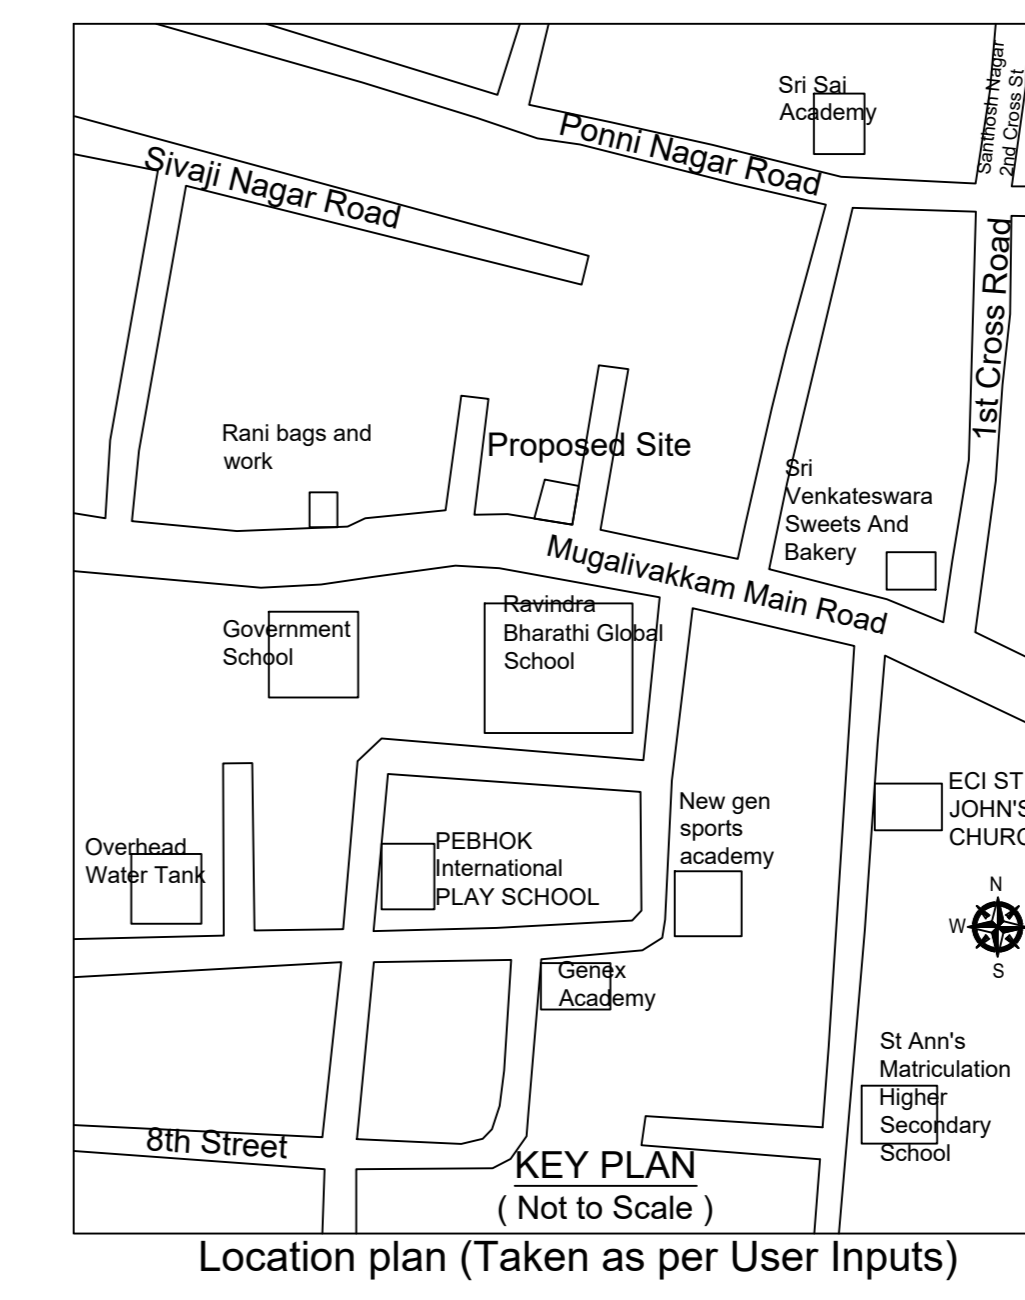 Sri Sai
Academy
Santhosh Nagar
2nd Cross St
Ponni Nagar Road
Sivaji Nagar Road
1st Cross Road
Rani bags and
work
Proposed Site
Sri
Venkateswara
Sweets And
Bakery
Mugalivakkam Main Road
Government
School
Ravindra
Bharathi Global
School
ECI ST
JOHN'S
CHURC
New gen
sports
academy
Overhead
Water Tank
PEBHOK
International
PLAY SCHOOL
N
W
S
Genex
Academy
St Ann's
Matriculation
Higher
Secondary
School
8th Street
KEY PLAN
( Not to Scale )
Location plan (Taken as per User Inputs)